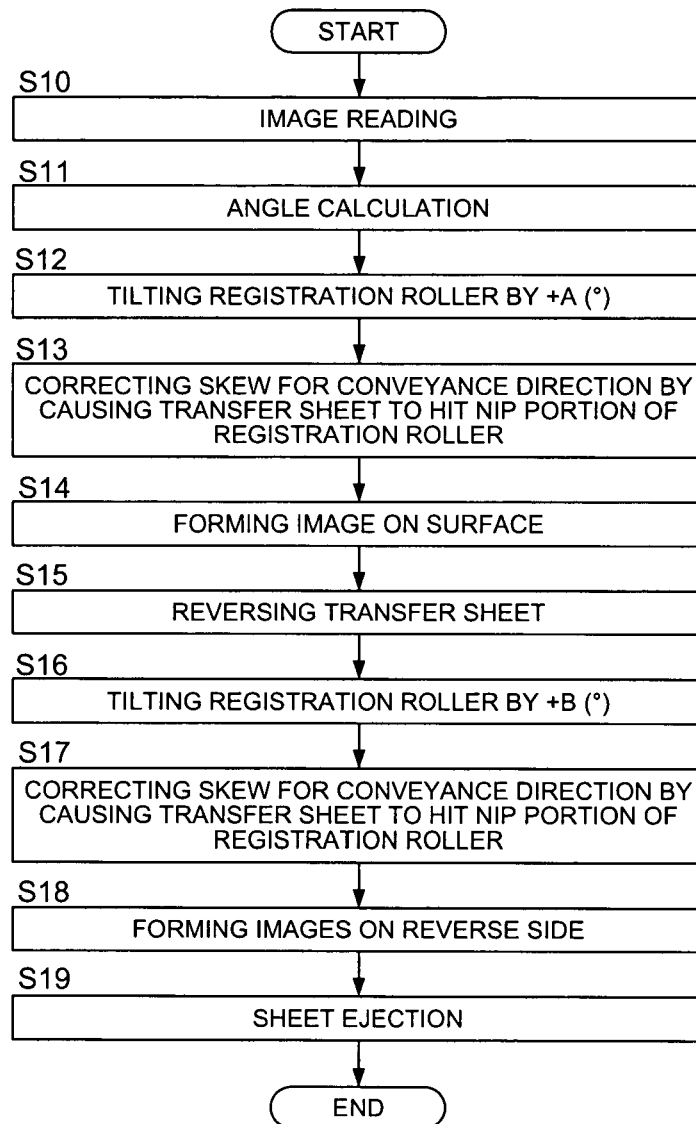 START
S10
IMAGE READING
S11
ANGLE CALCULATION
S12
TILTING REGISTRATION ROLLER BY +A (°)
S13
CORRECTING SKEW FOR CONVEYANCE DIRECTION BY
CAUSING TRANSFER SHEET TO HIT NIP PORTION OF
REGISTRATION ROLLER
S14
FORMING IMAGE ON SURFACE
S15
REVERSING TRANSFER SHEET
S16
TILTING REGISTRATION ROLLER BY +B (°)
S17
CORRECTING SKEW FOR CONVEYANCE DIRECTION BY
CAUSING TRANSFER SHEET TO HIT NIP PORTION OF
REGISTRATION ROLLER
S18
FORMING IMAGES ON REVERSE SIDE
S19
SHEET EJECTION
END